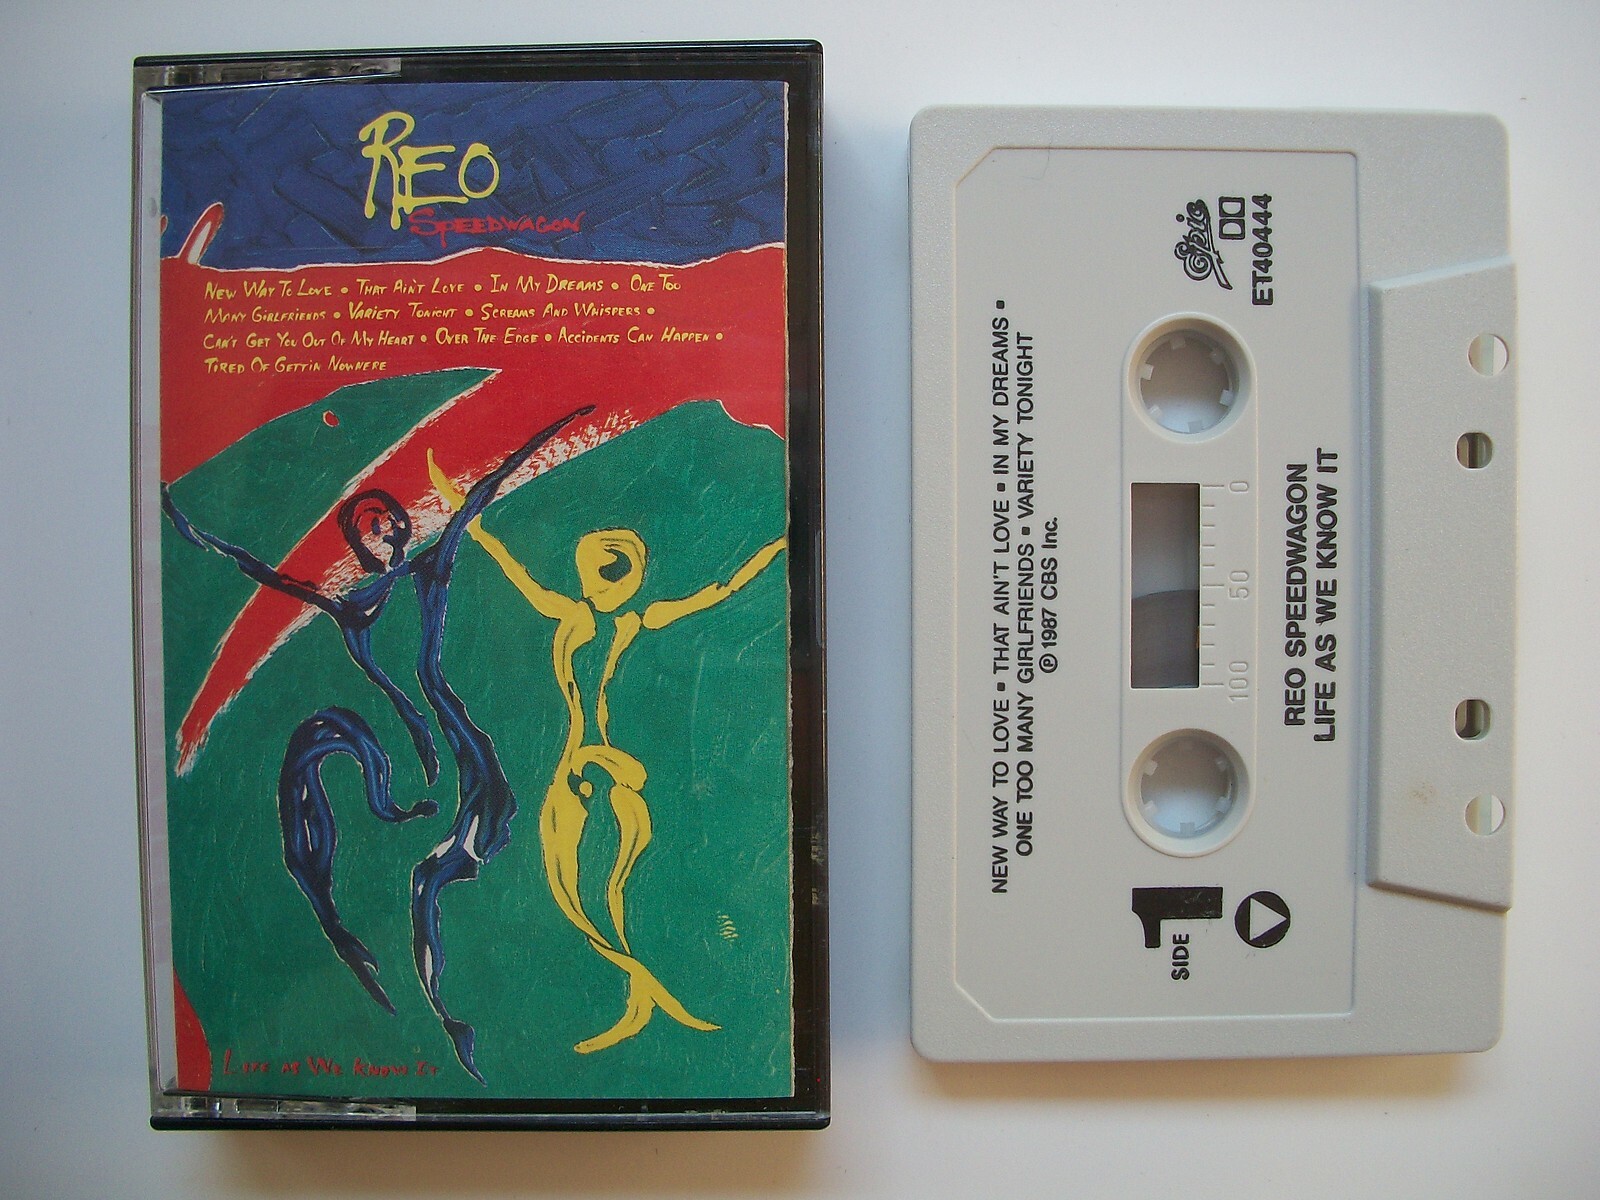 REO
SPEEDWAGON
NEW WAY TO LOVE • THAT AIN'T LOVE • IN MY DREAMS • ONE TOO
MANY GIRLFRIENDS • VARIETY TONIGHT • SCREAMS AND WHISPERS •
CAN'T GET YOU OUT OF MY HEART • OVER THE EDGE • ACCIDENTS CAN HAPPEN •
TIRED OF GETTIN NOWHERE
LIFE AS WE KNOW IT
NEW WAY TO LOVE ▪ THAT AIN'T LOVE ▪ IN MY DREAMS ▪
ONE TOO MANY GIRLFRIENDS ▪ VARIETY TONIGHT
℗ 1987 CBS Inc.
SIDE 1
Epic
ET40444
100 50 0
REO SPEEDWAGON
LIFE AS WE KNOW IT